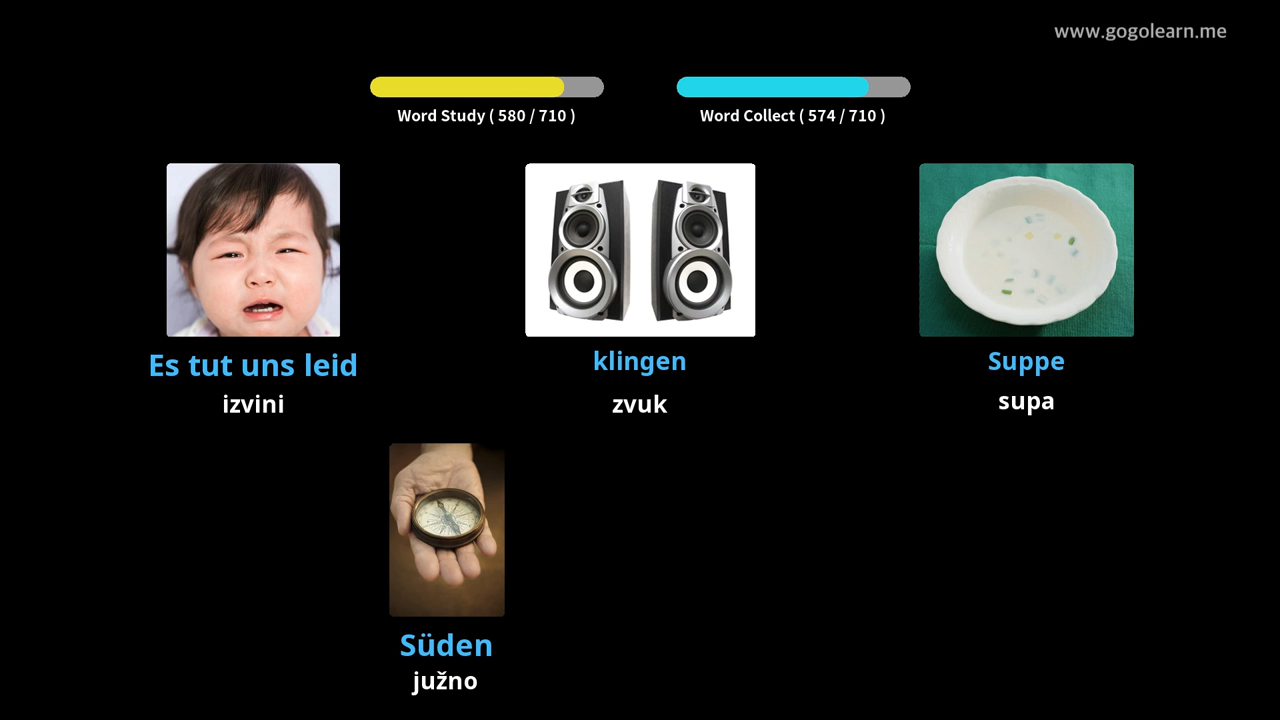 www.gogolearn.me
Word Study ( 580 / 710 )
Word Collect ( 574 / 710 )
Es tut uns leid
izvini
klingen
zvuk
Suppe
supa
Süden
južno